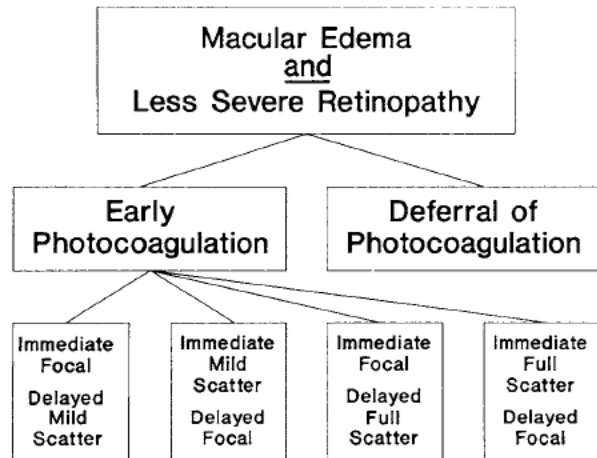 Macular Edema
and
Less Severe Retinopathy
Early
Photocoagulation
Deferral of
Photocoagulation
Immediate
Focal
Delayed
Mild
Scatter
Immediate
Mild
Scatter
Delayed
Focal
Immediate
Focal
Delayed
Full
Scatter
Immediate
Full
Scatter
Delayed
Focal